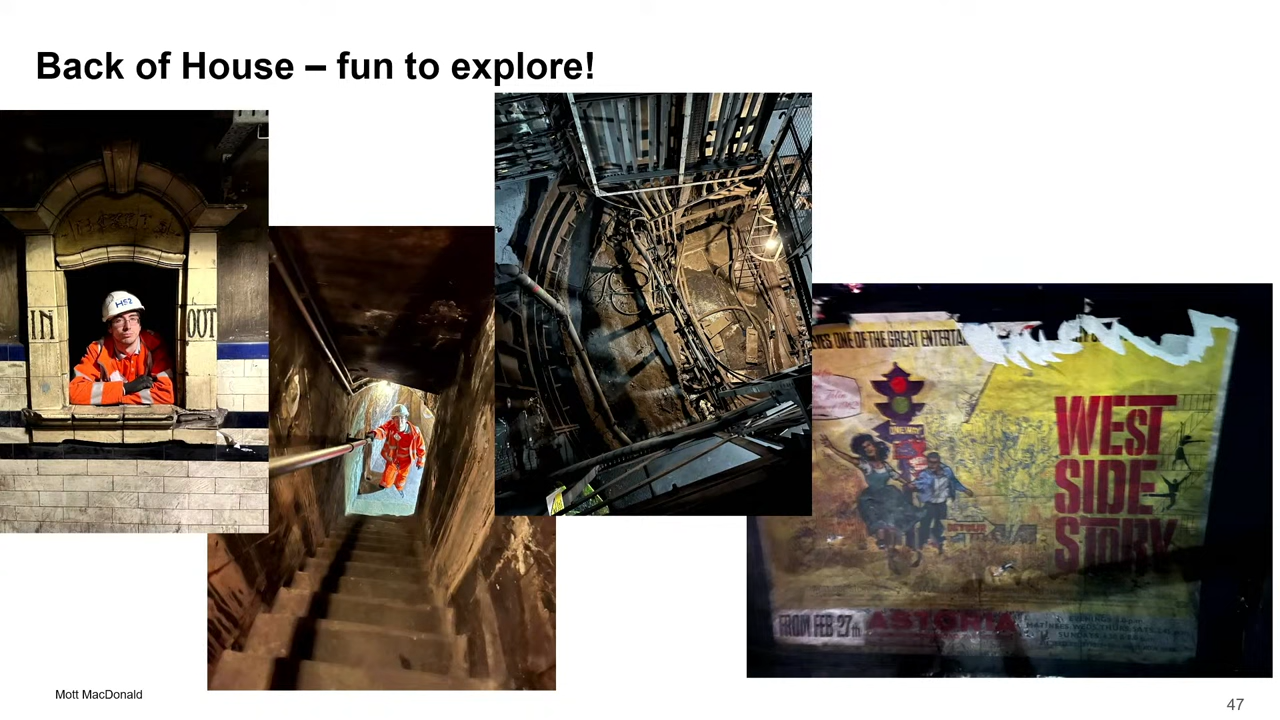 Back of House – fun to explore!
IN
OUT
HS2
ONE OF THE GREAT ENTERTA
WEST
SIDE
STORY
FROM FEB 27th ASTORIA
Mott MacDonald
47